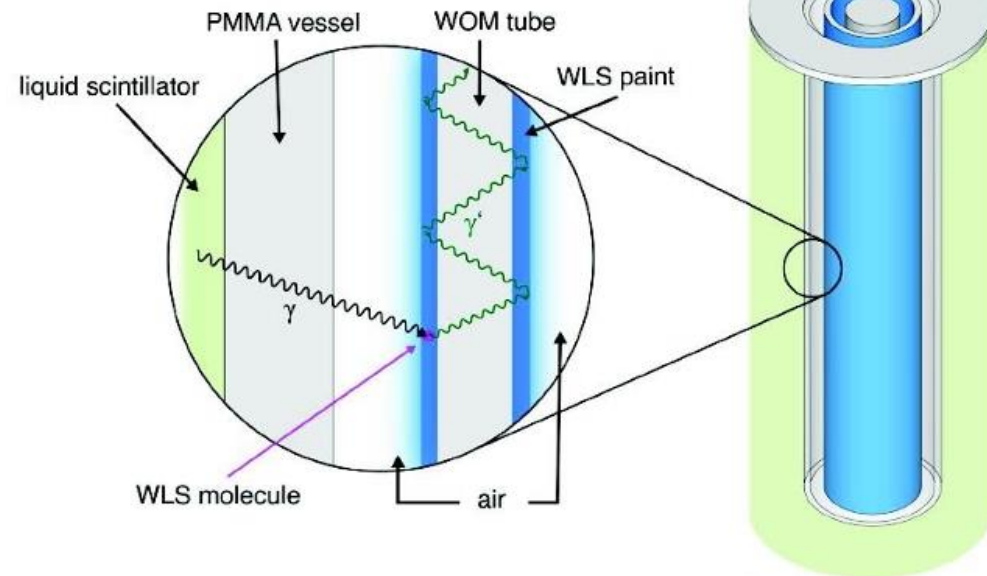 PMMA vessel
WOM tube
liquid scintillator
WLS paint
γ'
γ
WLS molecule
air